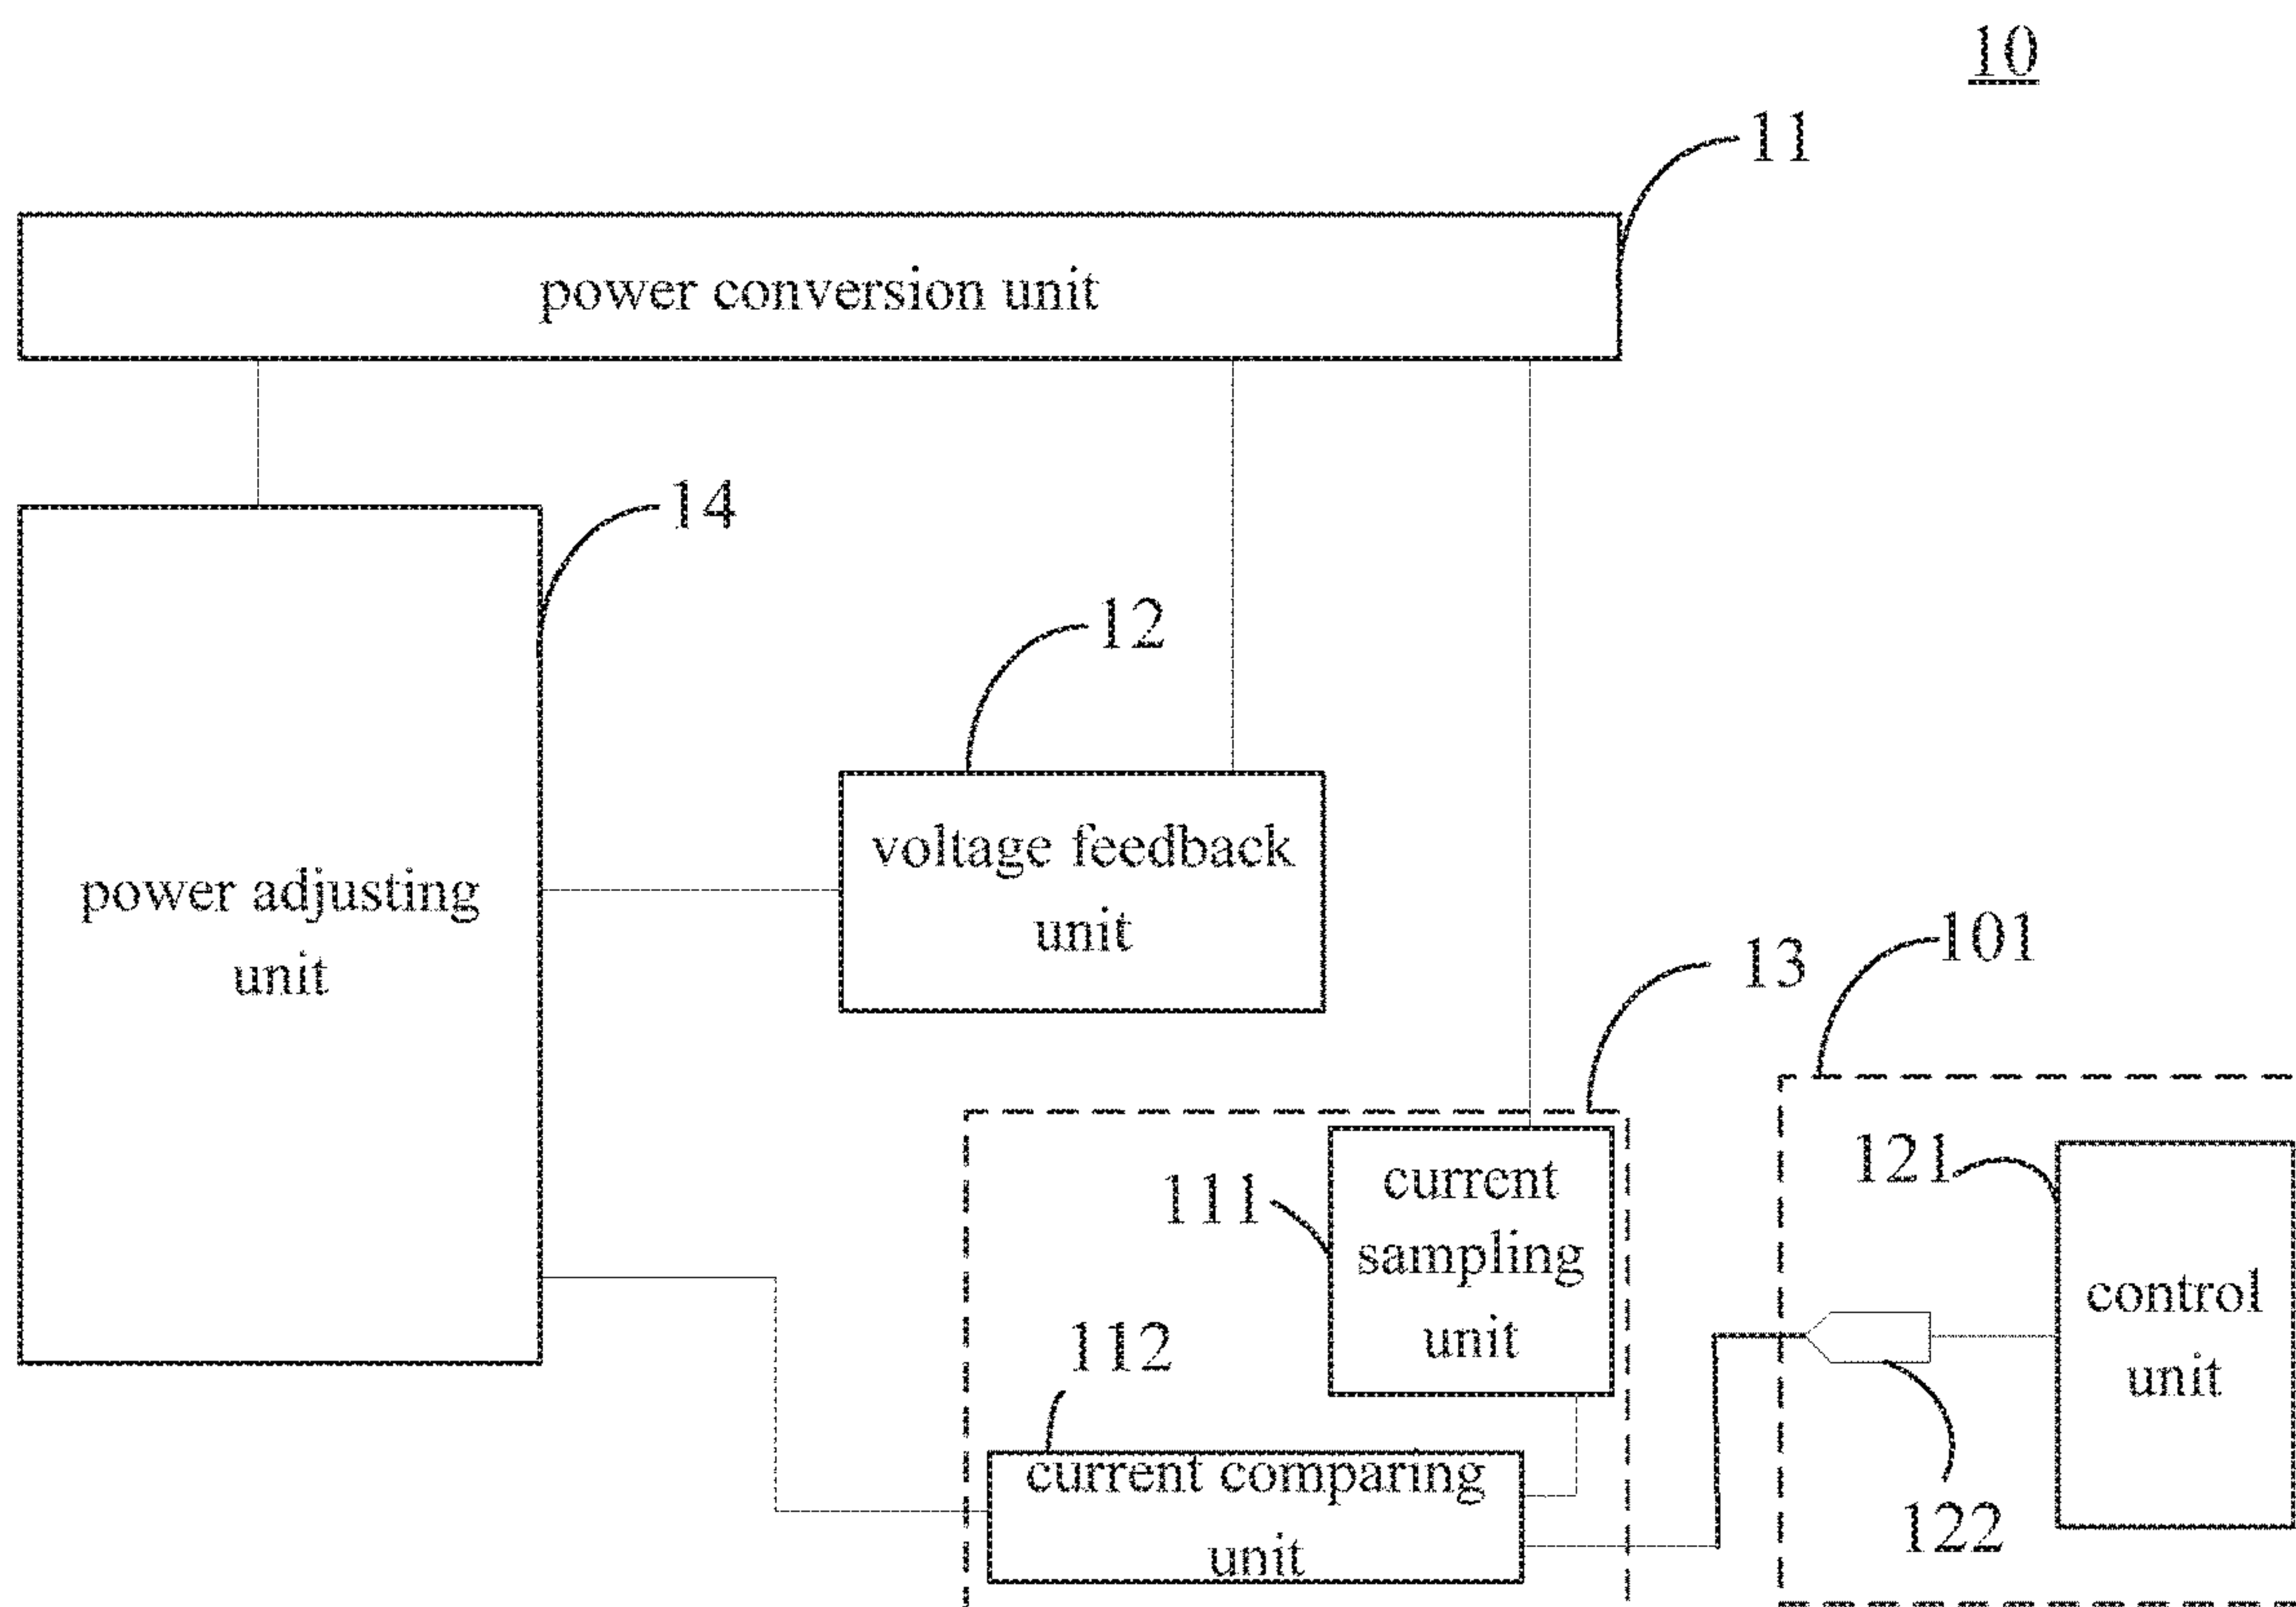 10
11
power conversion unit
14
12
voltage feedback
unit
power adjusting
unit
13
101
111
current
sampling
unit
121
control
unit
112
current comparing
unit
122